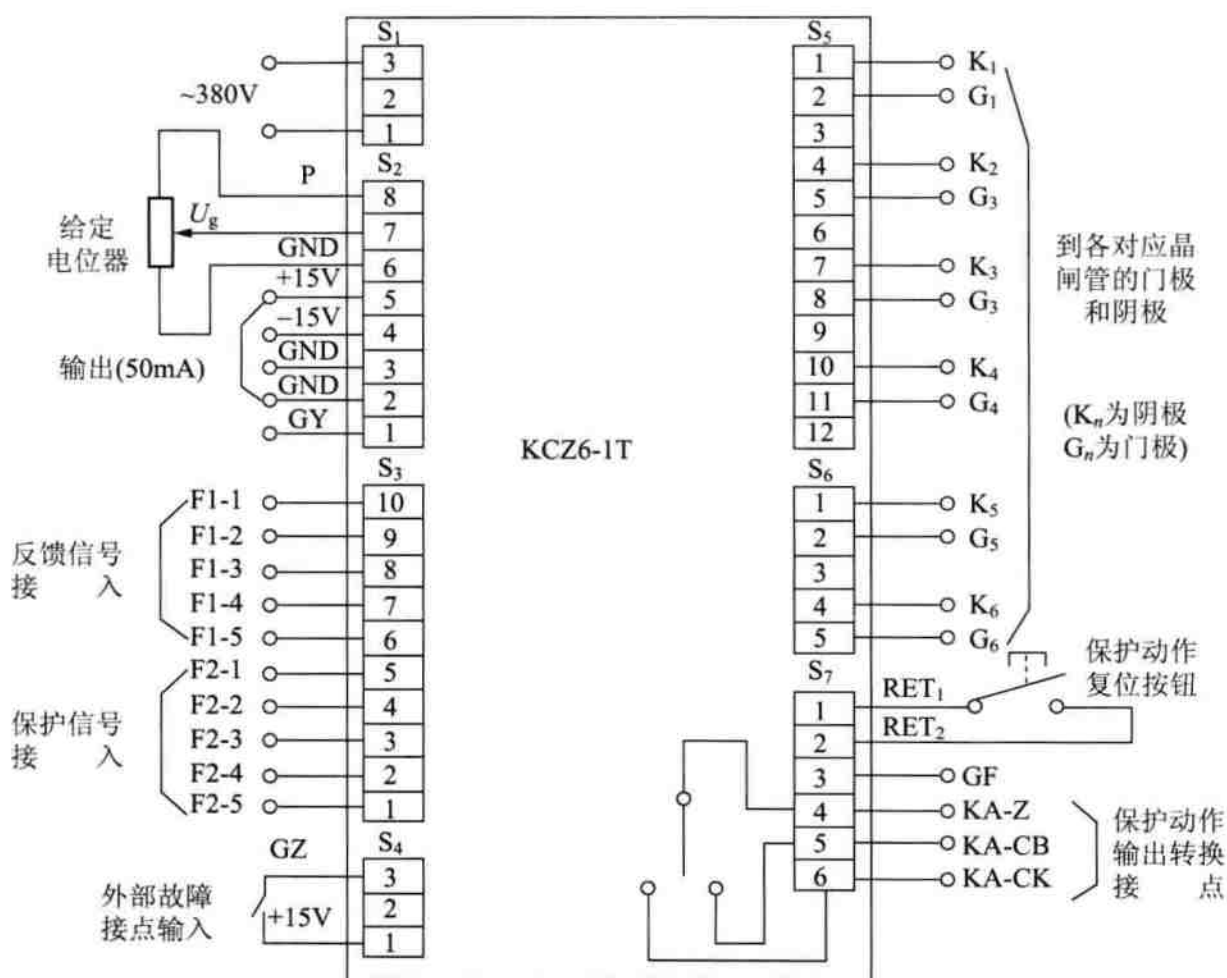 S1
3
2
1
~380V
S2
P
8
Ug
7
GND
6
+15V
5
−15V
4
GND
3
GND
2
GY
1
给定
电位器
输出(50mA)
S3
F1-1
10
F1-2
9
F1-3
8
F1-4
7
F1-5
6
F2-1
5
F2-2
4
F2-3
3
F2-4
2
F2-5
1
反馈信号
接 入
保护信号
接 入
S4
GZ
3
2
+15V
1
外部故障
接点输入
KCZ6-1T
S5
1
K1
2
G1
3
4
K2
5
G3
6
7
K3
8
G3
9
10
K4
11
G4
12
S6
1
K5
2
G5
3
4
K6
5
G6
到各对应晶
闸管的门极
和阴极
(Kn为阴极
Gn为门极)
S7
RET1
1
RET2
2
3
GF
4
KA-Z
5
KA-CB
6
KA-CK
保护动作
复位按钮
保护动作
输出转换
接 点